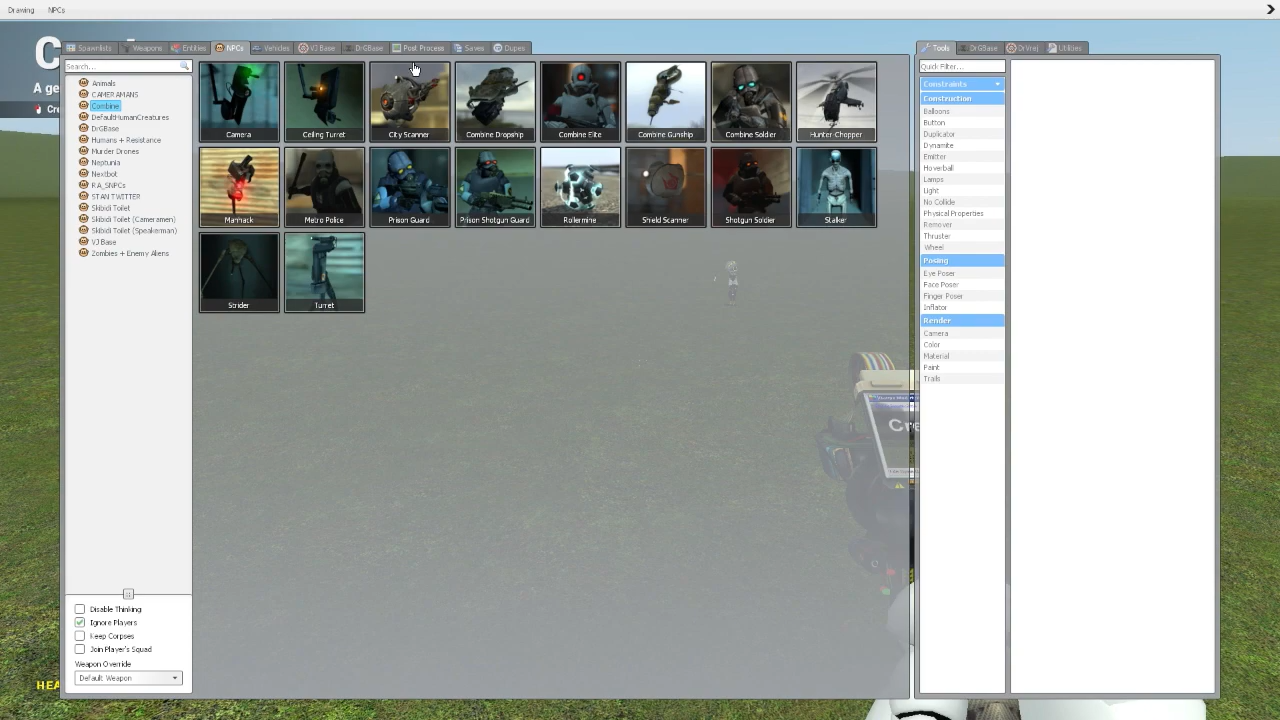 Drawing NPCs
C
A ge
Cr
Spawnlists Weapons Entities NPCs Vehicles VJ Base DrGBase Post Process Saves Dupes
Search...
Animals
CAMERAMANS
Combine
DefaultHumanCreatures
DrGBase
Humans + Resistance
Murder Drones
Neptunia
Nextbot
RA_SNPCs
STAN TWITTER
Skibidi Toilet
Skibidi Toilet (Cameramen)
Skibidi Toilet (Speakerman)
VJ Base
Zombies + Enemy Aliens
Camera Ceiling Turret City Scanner Combine Dropship Combine Elite Combine Gunship Combine Soldier Hunter-Chopper
Manhack Metro Police Prison Guard Prison Shotgun Guard Rollermine Shield Scanner Shotgun Soldier Stalker
Strider Turret
Disable Thinking
Ignore Players
Keep Corpses
Join Player's Squad
Weapon Override
Default Weapon
HEA
Cre
Tools DrGBase DrVrej Utilities
Quick Filter...
Constraints
Construction
Balloons
Button
Duplicator
Dynamite
Emitter
Hoverball
Lamps
Light
No Collide
Physical Properties
Remover
Thruster
Wheel
Posing
Eye Poser
Face Poser
Finger Poser
Inflator
Render
Camera
Color
Material
Paint
Trails